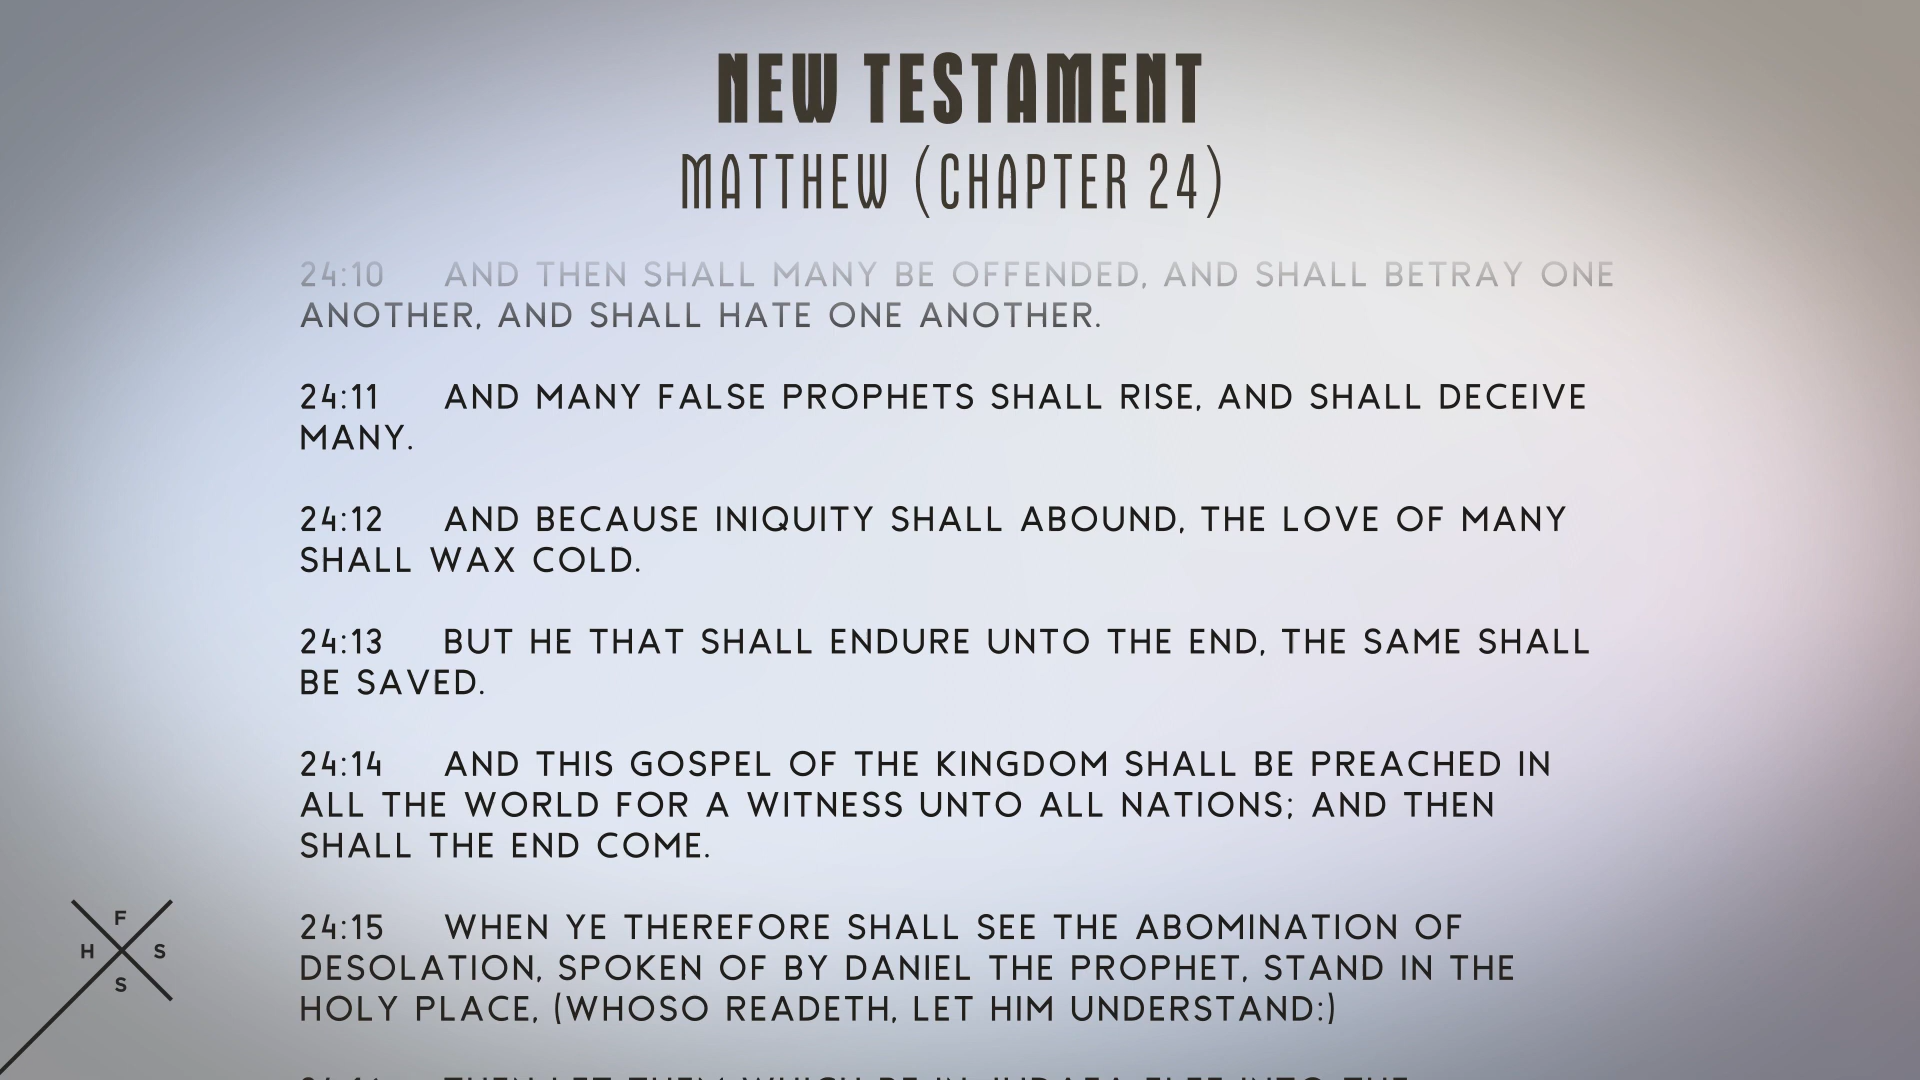 NEW TESTAMENT
MATTHEW (CHAPTER 24)
24:10 AND THEN SHALL MANY BE OFFENDED, AND SHALL BETRAY ONE
ANOTHER, AND SHALL HATE ONE ANOTHER.
24:11 AND MANY FALSE PROPHETS SHALL RISE, AND SHALL DECEIVE
MANY.
24:12 AND BECAUSE INIQUITY SHALL ABOUND, THE LOVE OF MANY
SHALL WAX COLD.
24:13 BUT HE THAT SHALL ENDURE UNTO THE END, THE SAME SHALL
BE SAVED.
24:14 AND THIS GOSPEL OF THE KINGDOM SHALL BE PREACHED IN
ALL THE WORLD FOR A WITNESS UNTO ALL NATIONS; AND THEN
SHALL THE END COME.
24:15 WHEN YE THEREFORE SHALL SEE THE ABOMINATION OF
DESOLATION, SPOKEN OF BY DANIEL THE PROPHET, STAND IN THE
HOLY PLACE, (WHOSO READETH, LET HIM UNDERSTAND:)
F
H S
S